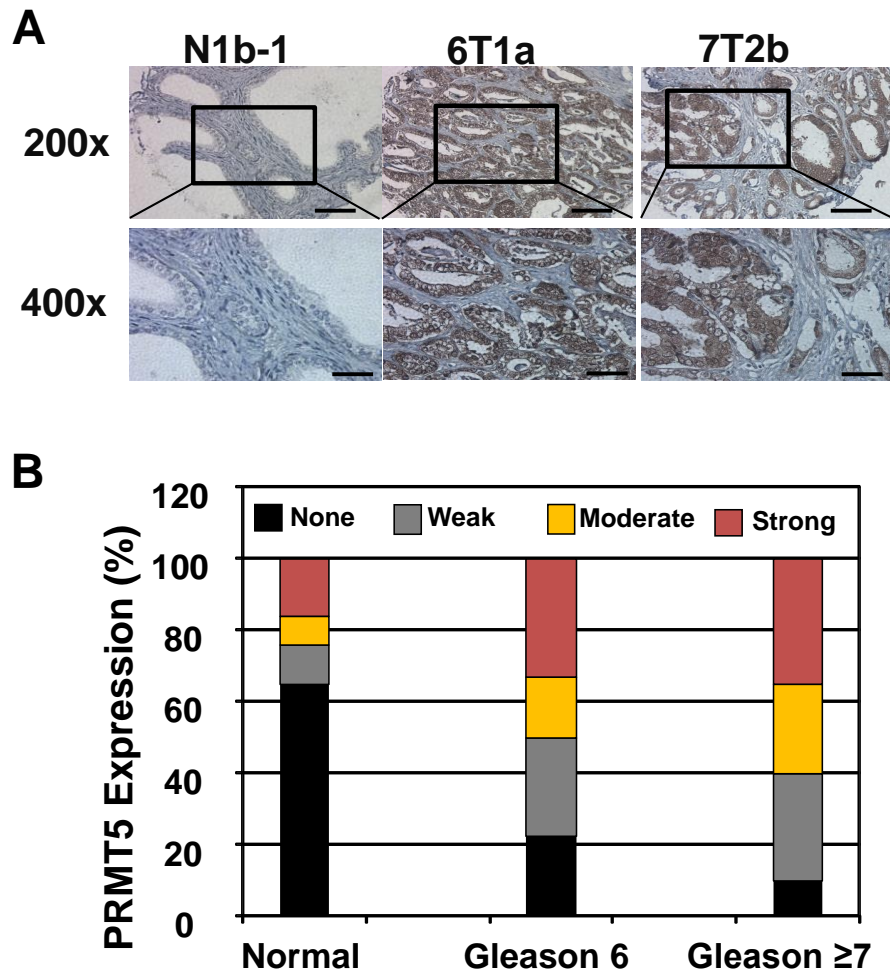 A
N1b-1 6T1a 7T2b
200x
400x
B
120
None Weak Moderate Strong
100
80
60
40
20
0
PRMT5 Expression (%)
Normal Gleason 6 Gleason ≥7